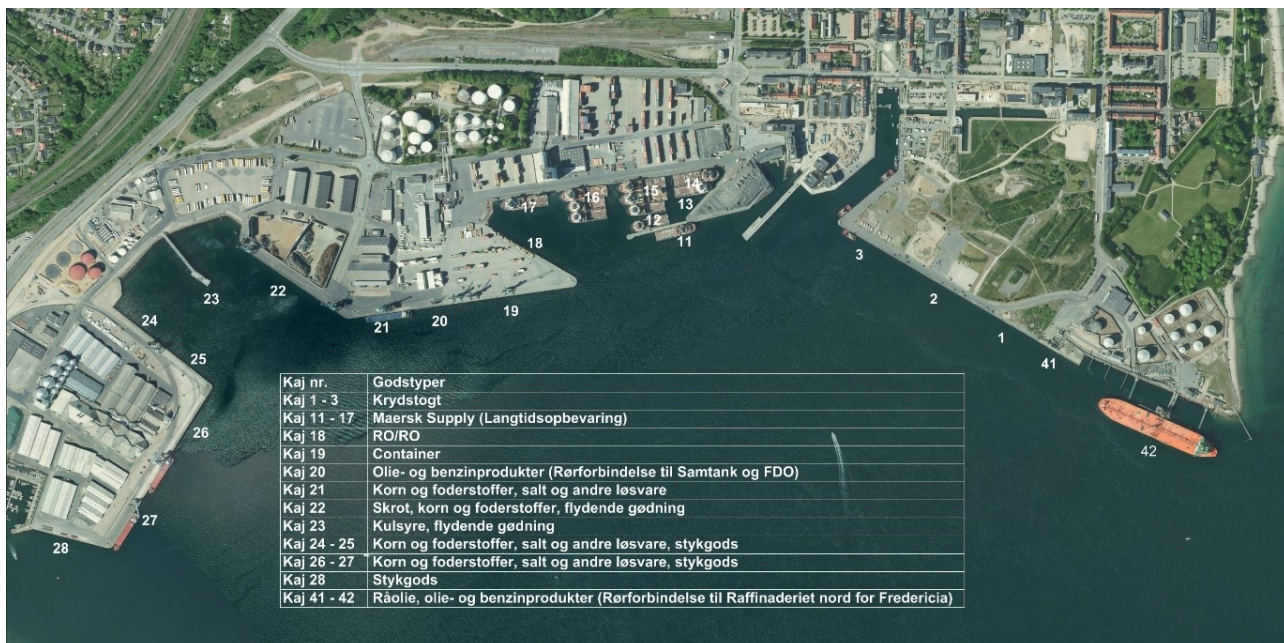 16
15
14
17
13
12
11
18
3
23
22
2
19
24
21
20
1
25
41
Kaj nr. Godstyper
Kaj 1 - 3 Krydstogt
Kaj 11 - 17 Maersk Supply (Langtidsopbevaring)
26
Kaj 18 RO/RO
42
Kaj 19 Container
Kaj 20 Olie- og benzinprodukter (Rørforbindelse til Samtank og FDO)
Kaj 21 Korn og foderstoffer, salt og andre løsvare
Kaj 22 Skrot, korn og foderstoffer, flydende gødning
27
Kaj 23 Kulsyre, flydende gødning
Kaj 24 - 25 Korn og foderstoffer, salt og andre løsvare, stykgods
28
Kaj 26 - 27 Korn og foderstoffer, salt og andre løsvare, stykgods
Kaj 28 Stykgods
Kaj 41 - 42 Råolie, olie- og benzinprodukter (Rørforbindelse til Raffinaderiet nord for Fredericia)